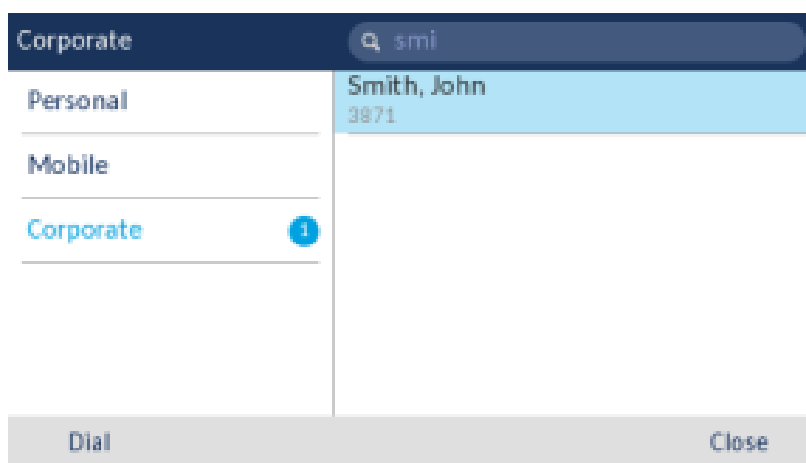 Corporate
smi
Personal
Mobile
Corporate 1
Smith, John
3871
Dial
Close